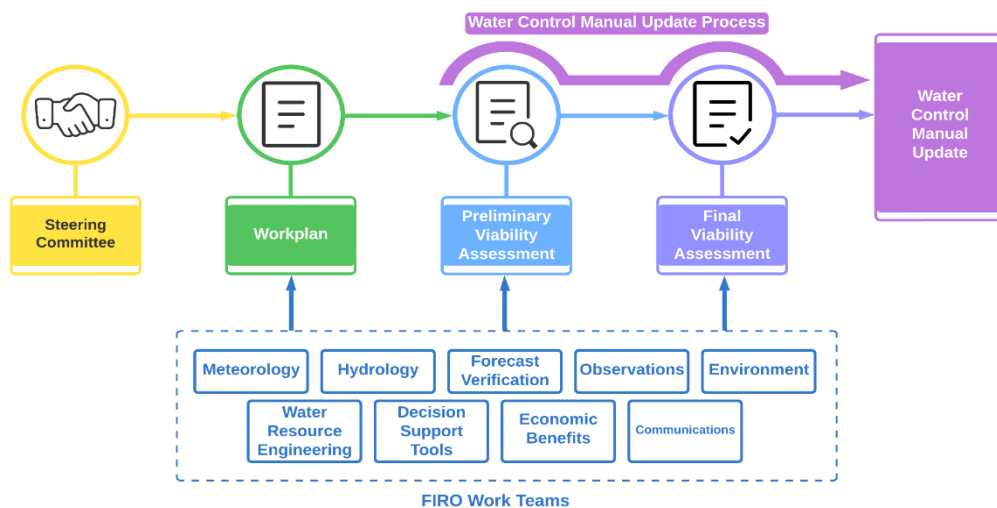 Water Control Manual Update Process
Water
Control
Manual
Update
Steering
Committee
Workplan
Preliminary
Viability
Assessment
Final
Viability
Assessment
Meteorology
Hydrology
Forecast
Verification
Observations
Environment
Water
Resource
Engineering
Decision
Support
Tools
Economic
Benefits
Communications
FIRO Work Teams